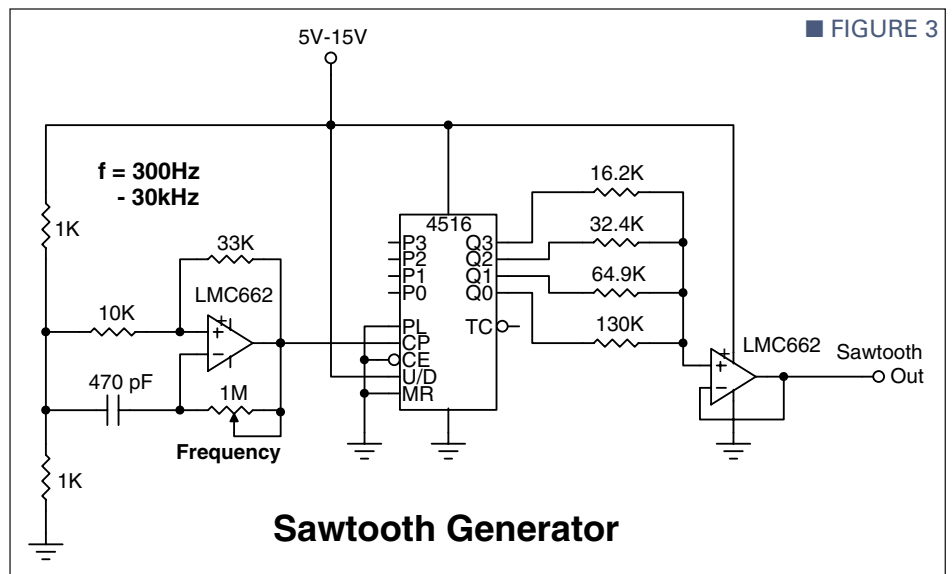 ■ FIGURE 3
5V-15V
f = 300Hz
- 30kHz
1K
33K
LMC662
10K
+
−
470 pF
1M
Frequency
1K
4516
P3
P2
P1
P0
PL
CP
CE
U/D
MR
Q3
Q2
Q1
Q0
TC
16.2K
32.4K
64.9K
130K
LMC662
+
+
−
Sawtooth
Out
Sawtooth Generator